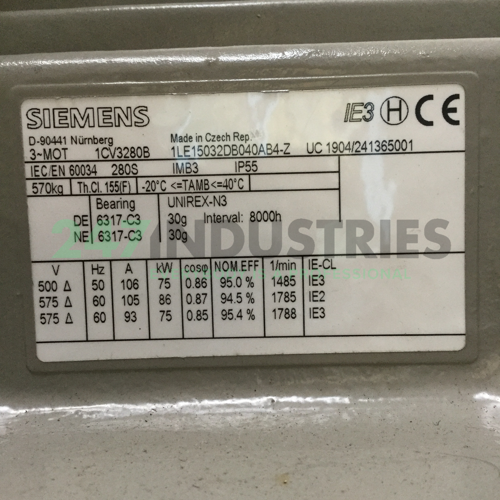 SIEMENS IE3 H CE
D-90441 Nürnberg Made in Czech Rep.
3~MOT 1CV3280B 1LE15032DB040AB4-Z UC 1904/241365001
IEC/EN 60034 280S IMB3 IP55
570kg Th.Cl. 155(F) -20°C <=TAMB<=40°C
Bearing UNIREX-N3
DE 6317-C3 30g Interval: 8000h
NE 6317-C3 30g
247 INDUSTRIES
V Hz A kW cosφ NOM.EFF 1/min IE-CL
500 Δ 50 106 75 0.86 95.0 % 1485 IE3
575 Δ 60 105 86 0.87 94.5 % 1785 IE2
575 Δ 60 93 75 0.85 95.4 % 1788 IE3